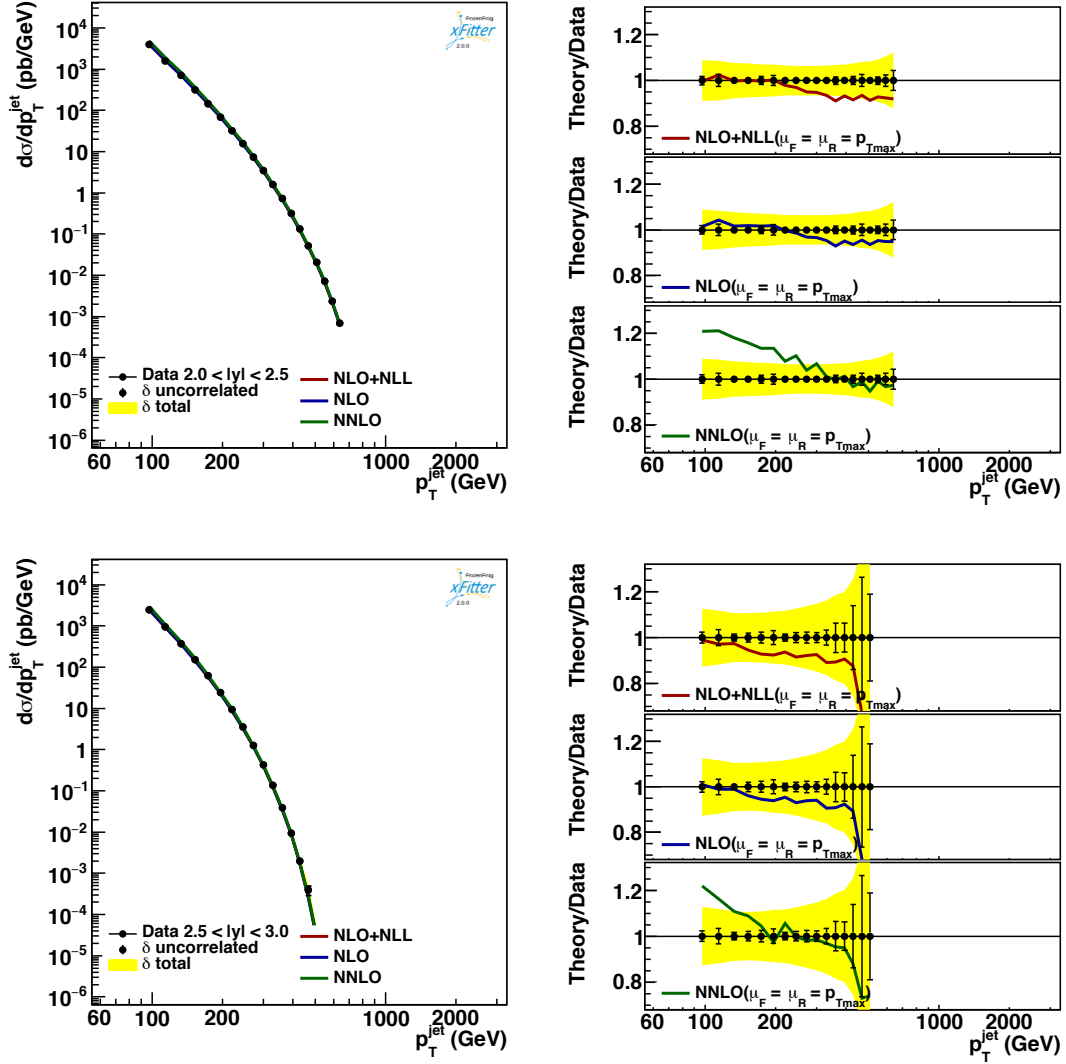 dσ/dp_T^jet (pb/GeV)
10^4
10^3
10^2
10
1
10^-1
10^-2
10^-3
10^-4
10^-5
10^-6
FrozenFrog
xFitter
2.0.0
Data 2.0 < |y| < 2.5
δ uncorrelated
δ total
NLO+NLL
NLO
NNLO
60 100 200 1000 2000
p_T^jet (GeV)
Theory/Data
1.2
1
0.8
NLO+NLL(μ_F = μ_R = p_Tmax)
Theory/Data
1.2
1
0.8
NLO(μ_F = μ_R = p_Tmax)
Theory/Data
1.2
1
0.8
NNLO(μ_F = μ_R = p_Tmax)
60 100 200 1000 2000
p_T^jet (GeV)
dσ/dp_T^jet (pb/GeV)
10^4
10^3
10^2
10
1
10^-1
10^-2
10^-3
10^-4
10^-5
10^-6
FrozenFrog
xFitter
2.0.0
Data 2.5 < |y| < 3.0
δ uncorrelated
δ total
NLO+NLL
NLO
NNLO
60 100 200 1000 2000
p_T^jet (GeV)
Theory/Data
1.2
1
0.8
NLO+NLL(μ_F = μ_R = p_Tmax)
Theory/Data
1.2
1
0.8
NLO(μ_F = μ_R = p_Tmax)
Theory/Data
1.2
1
0.8
NNLO(μ_F = μ_R = p_Tmax)
60 100 200 1000 2000
p_T^jet (GeV)